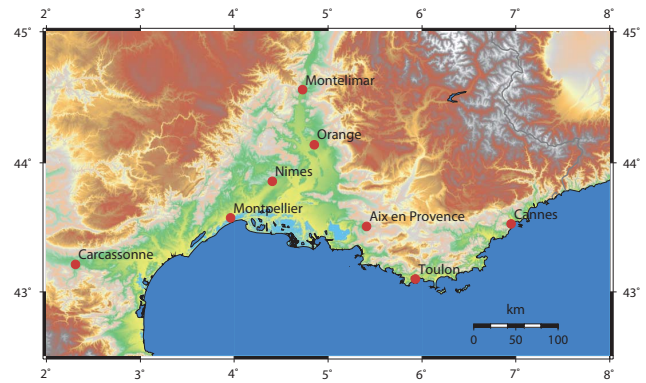 2° 3° 4° 5° 6° 7° 8°
45° 45°
Montelimar
Orange
44° 44°
Nimes
Montpellier
Aix en Provence
Cannes
Carcassonne
Toulon
43° 43°
km
0 50 100
2° 3° 4° 5° 6° 7° 8°